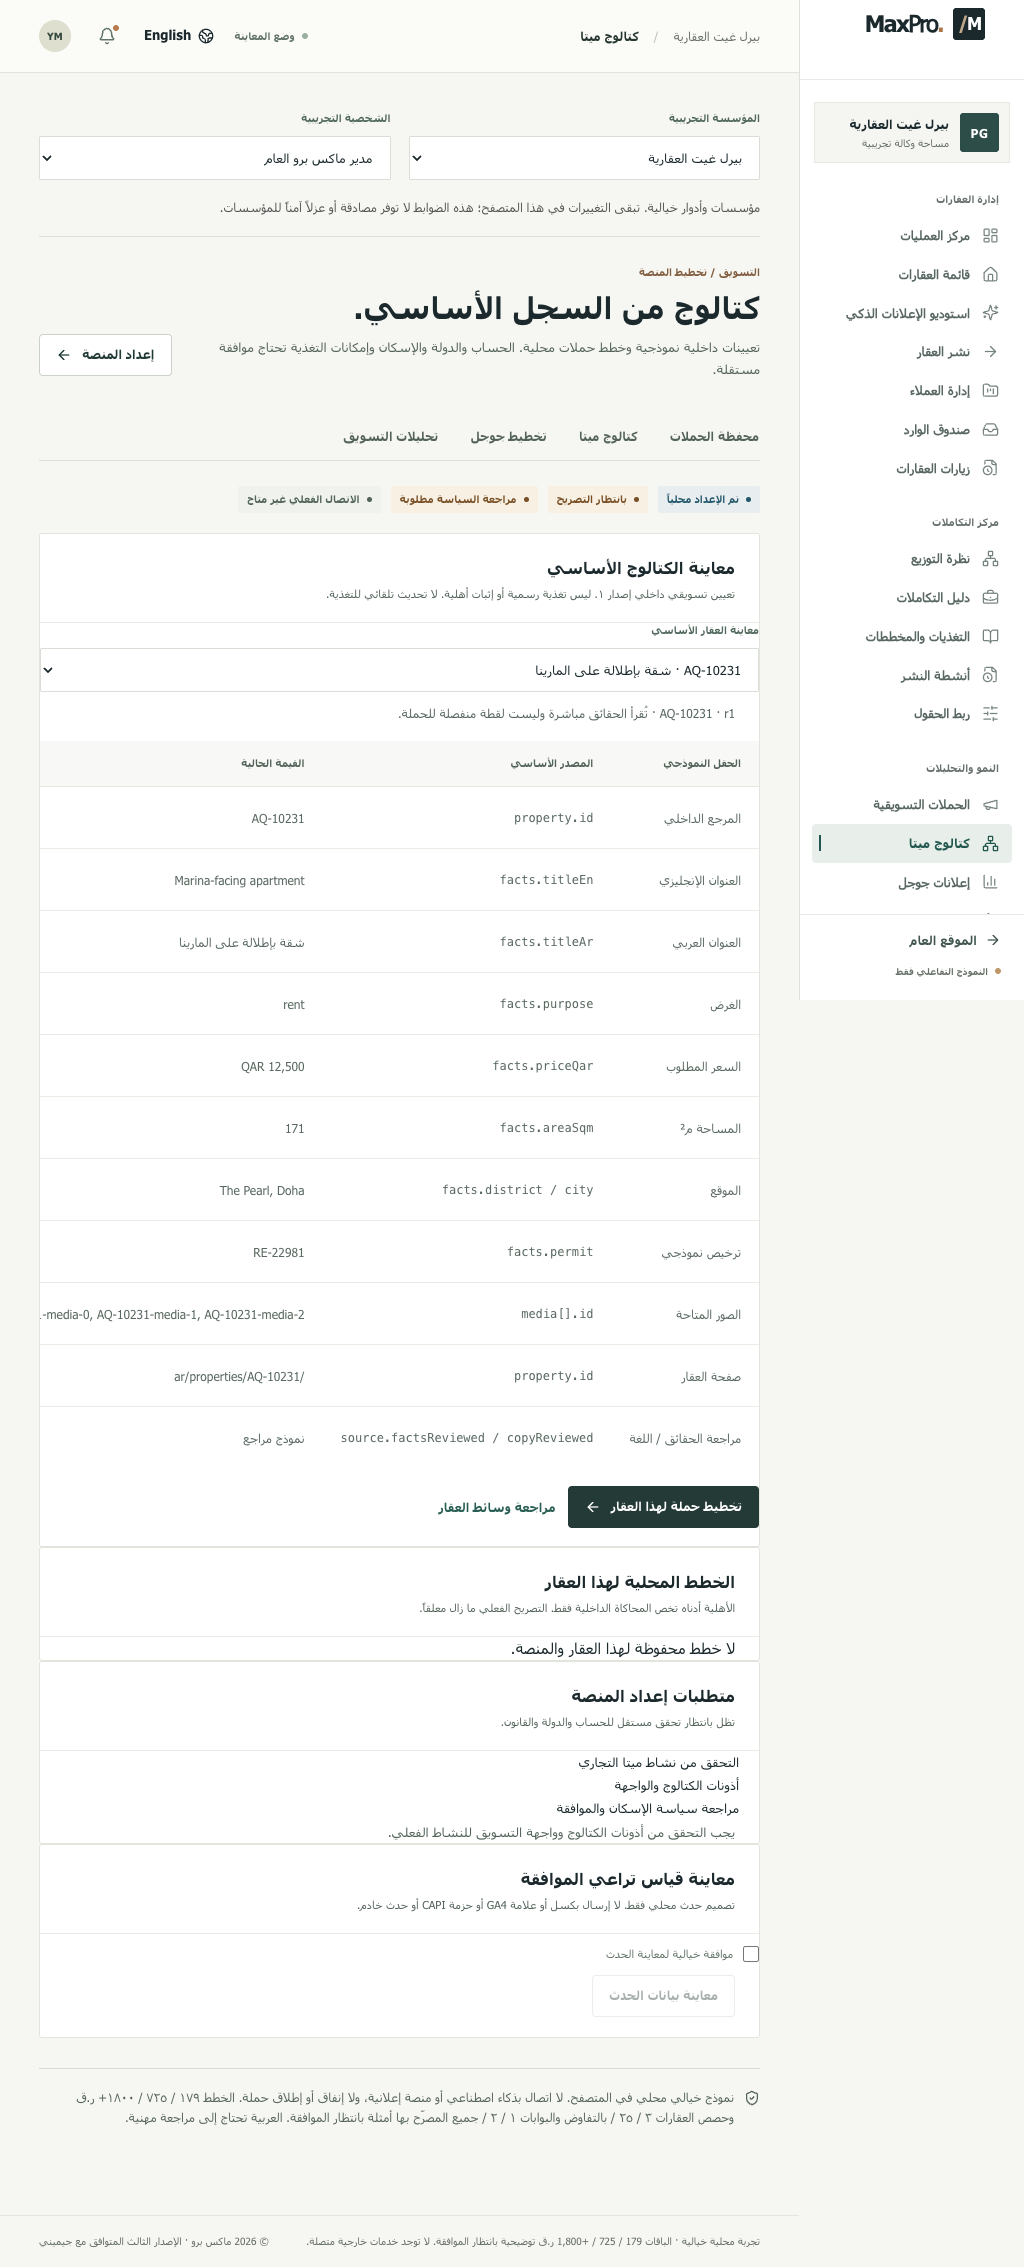 MaxPro.
/M
بيرل غيت العقارية / كتالوج ميتا
وضع المعاينة
English
YM
PG
بيرل غيت العقارية
مساحة وكالة تجريبية
إدارة العقارات
مركز العمليات
قائمة العقارات
استوديو الإعلانات الذكي
نشر العقار
إدارة العملاء
صندوق الوارد
زيارات العقارات
مركز التكاملات
نظرة التوزيع
دليل التكاملات
التغذيات والمخططات
أنشطة النشر
ربط الحقول
النمو والتحليلات
الحملات التسويقية
كتالوج ميتا
إعلانات جوجل
الموقع العام
النموذج التفاعلي فقط
المؤسسة التجريبية
بيرل غيت العقارية
الشخصية التجريبية
مدير ماكس برو العام
مؤسسات وأدوار خيالية. تبقى التغييرات في هذا المتصفح؛ هذه الضوابط لا توفر مصادقة أو عزلاً آمناً للمؤسسات.
التسويق / تخطيط المنصة
كتالوج من السجل الأساسي.
تعيينات داخلية نموذجية وخطط حملات محلية. الحساب والدولة والإسكان وإمكانات التغذية تحتاج موافقة
مستقلة.
إعداد المنصة
محفظة الحملات
كتالوج ميتا
تخطيط جوجل
تحليلات التسويق
تم الإعداد محلياً
بانتظار التصريح
مراجعة السياسة مطلوبة
الاتصال الفعلي غير متاح
معاينة الكتالوج الأساسي
تعيين تسويقي داخلي إصدار ١. ليس تغذية رسمية أو إثبات أهلية. لا تحديث تلقائي للتغذية.
معاينة العقار الأساسي
AQ-10231 · شقة بإطلالة على المارينا
AQ-10231 · r1 · تُقرأ الحقائق مباشرة وليست لقطة منفصلة للحملة.
الحقل النموذجي المصدر الأساسي القيمة الحالية
المرجع الداخلي property.id AQ-10231
العنوان الإنجليزي facts.titleEn Marina-facing apartment
العنوان العربي facts.titleAr شقة بإطلالة على المارينا
الغرض facts.purpose rent
السعر المطلوب facts.priceQar QAR 12,500
المساحة م² facts.areaSqm 171
الموقع facts.district / city The Pearl, Doha
ترخيص نموذجي facts.permit RE-22981
الصور المتاحة media[].id -media-0, AQ-10231-media-1, AQ-10231-media-2
صفحة العقار property.id ar/properties/AQ-10231/
مراجعة الحقائق / اللغة source.factsReviewed / copyReviewed نموذج مراجع
تخطيط حملة لهذا العقار
مراجعة وسائط العقار
الخطط المحلية لهذا العقار
الأهلية أدناه تخص المحاكاة الداخلية فقط. التصريح الفعلي ما زال معلقاً.
لا خطط محفوظة لهذا العقار والمنصة.
متطلبات إعداد المنصة
تظل بانتظار تحقق مستقل للحساب والدولة والقانون.
التحقق من نشاط ميتا التجاري
أذونات الكتالوج والواجهة
مراجعة سياسة الإسكان والموافقة
يجب التحقق من أذونات الكتالوج وواجهة التسويق للنشاط الفعلي.
معاينة قياس تراعي الموافقة
تصميم حدث محلي فقط. لا إرسال بكسل أو علامة GA4 أو حزمة CAPI أو حدث خادم.
موافقة خيالية لمعاينة الحدث
معاينة بيانات الحدث
نموذج خيالي محلي في المتصفح. لا اتصال بذكاء اصطناعي أو منصة إعلانية، ولا إنفاق أو إطلاق حملة. الخطط ١٧٩ / ٧٢٥ / ١٨٠٠+ ر.ق
وحصص العقارات ٣ / ٢٥ / بالتفاوض والبوابات ١ / ٢ / جميع المصرّح بها أمثلة بانتظار الموافقة. العربية تحتاج إلى مراجعة مهنية.
تجربة محلية خيالية · الباقات 179 / 725 / 1,800+ ر.ق توضيحية بانتظار الموافقة. لا توجد خدمات خارجية متصلة.
© 2026 ماكس برو · الإصدار الثالث المتوافق مع جيميني